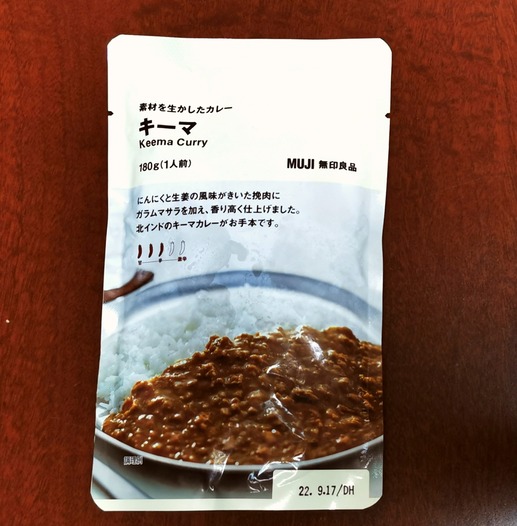 素材を生かしたカレー
キーマ
Keema Curry
180g(1人前)
MUJI 無印良品
にんにくと生姜の風味がきいた挽肉に
ガラムマサラを加え、香り高く仕上げました。
北インドのキーマカレーがお手本です。
22. 9.17/DH